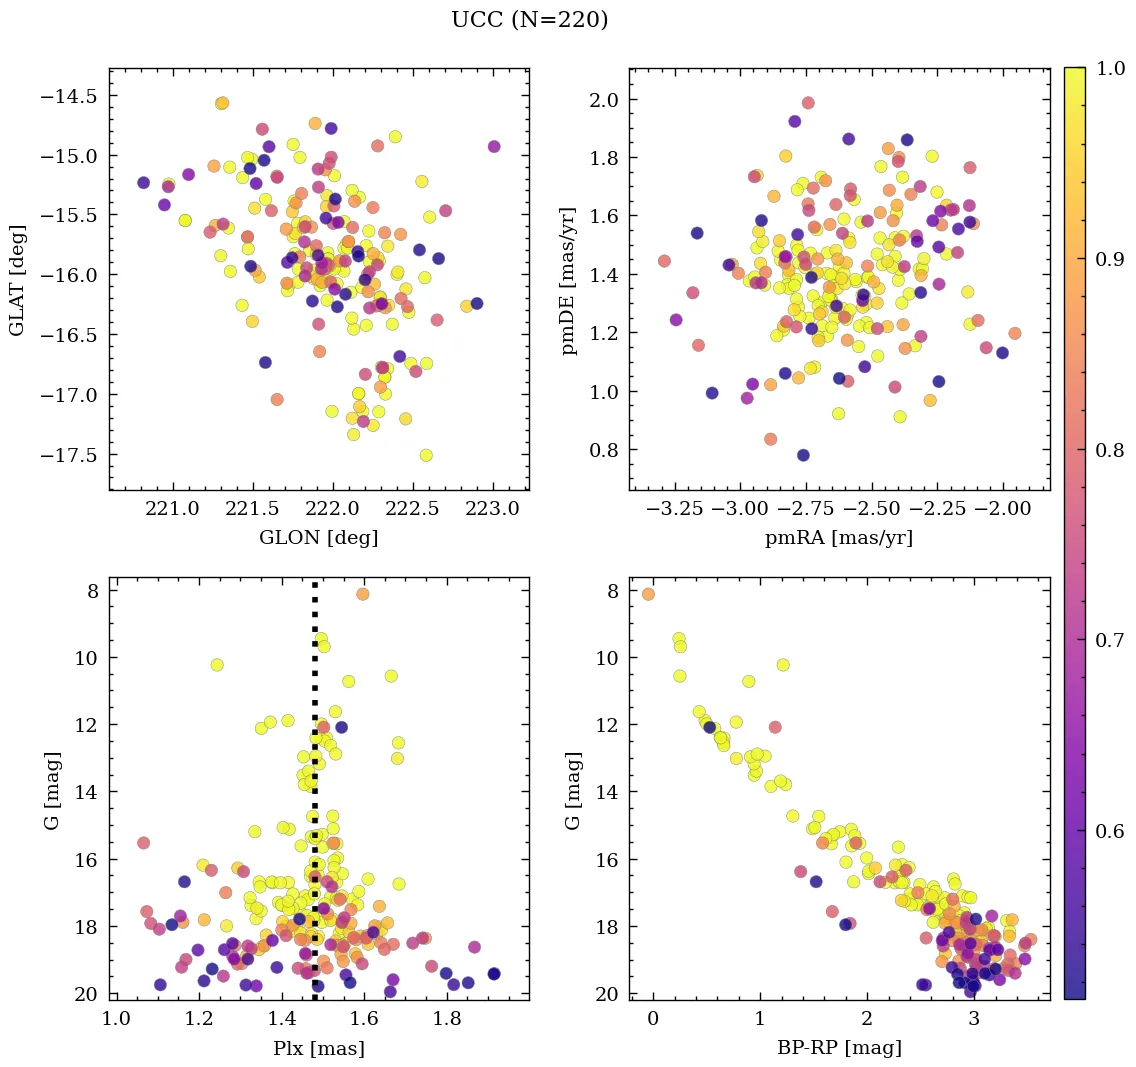 UCC (N=220)
−14.5
−15.0
−15.5
−16.0
−16.5
−17.0
−17.5
GLAT [deg]
221.0 221.5 222.0 222.5 223.0
GLON [deg]
2.0
1.8
1.6
1.4
1.2
1.0
0.8
pmDE [mas/yr]
−3.25 −3.00 −2.75 −2.50 −2.25 −2.00
pmRA [mas/yr]
1.0
0.9
0.8
0.7
0.6
8
10
12
14
16
18
20
G [mag]
1.0 1.2 1.4 1.6 1.8
Plx [mas]
8
10
12
14
16
18
20
G [mag]
0 1 2 3
BP-RP [mag]